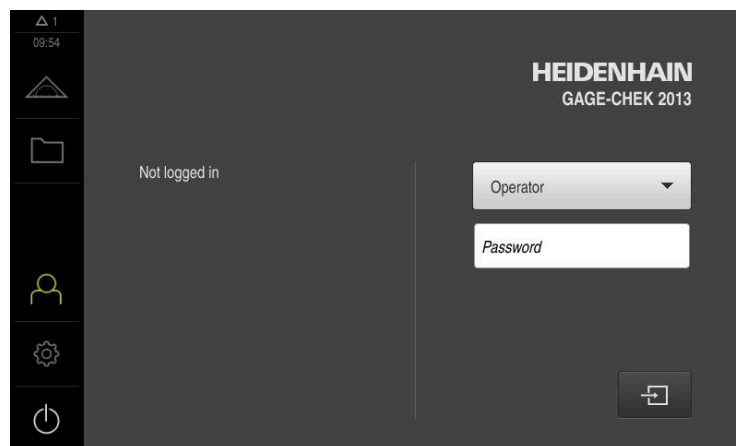 1
09:54
HEIDENHAIN
GAGE-CHEK 2013
Not logged in
Operator
Password